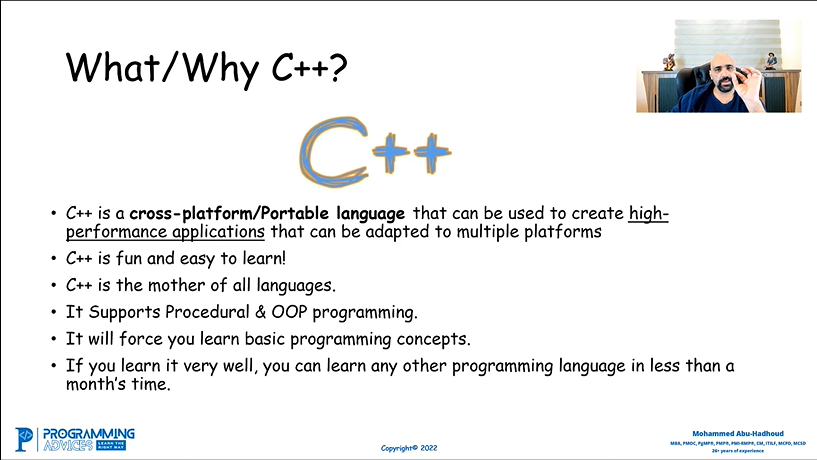 What/Why C++?
C++
• C++ is a cross-platform/Portable language that can be used to create high-
performance applications that can be adapted to multiple platforms
• C++ is fun and easy to learn!
• C++ is the mother of all languages.
• It Supports Procedural & OOP programming.
• It will force you learn basic programming concepts.
• If you learn it very well, you can learn any other programming language in less than a
month's time.
PROGRAMMING
ADVICES LEARN THE
RIGHT WAY
Copyright© 2022
Mohammed Abu-Hadhoud
MBA, PMOC, PgMP®, PMP®, PMI-RMP®, CM, ITILF, MCPD, MCSD
26+ years of experience